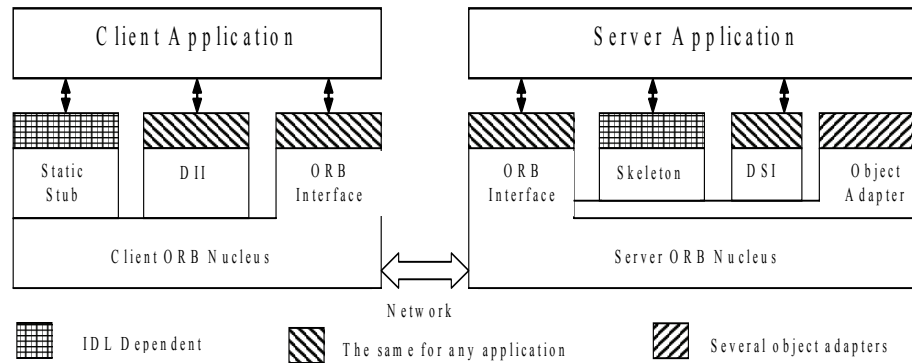 Client Application
Server Application
Static
Stub
DII
ORB
Interface
ORB
Interface
Skeleton
DSI
Object
Adapter
Client ORB Nucleus
Server ORB Nucleus
Network
IDL Dependent
The same for any application
Several object adapters